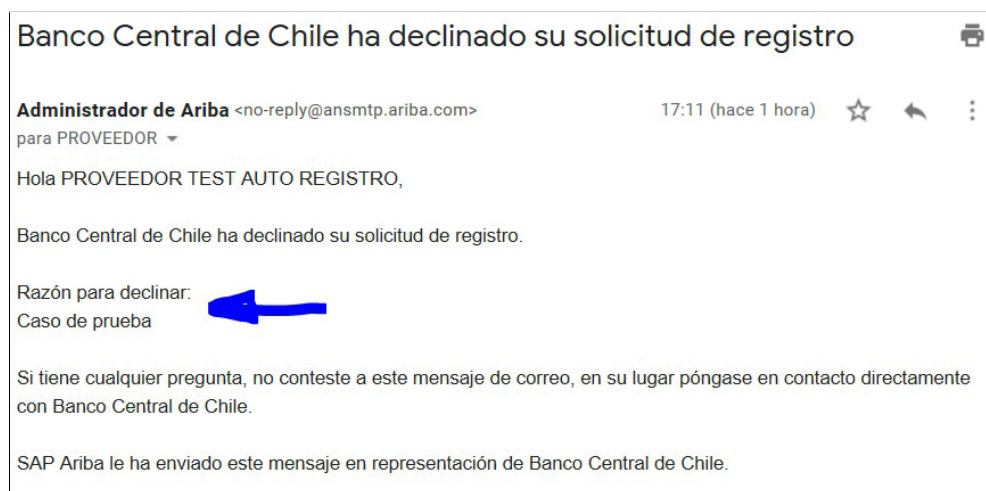 Banco Central de Chile ha declinado su solicitud de registro
Administrador de Ariba <no-reply@ansmtp.ariba.com> 17:11 (hace 1 hora)
para PROVEEDOR
Hola PROVEEDOR TEST AUTO REGISTRO,
Banco Central de Chile ha declinado su solicitud de registro.
Razón para declinar:
Caso de prueba
Si tiene cualquier pregunta, no conteste a este mensaje de correo, en su lugar póngase en contacto directamente
con Banco Central de Chile.
SAP Ariba le ha enviado este mensaje en representación de Banco Central de Chile.